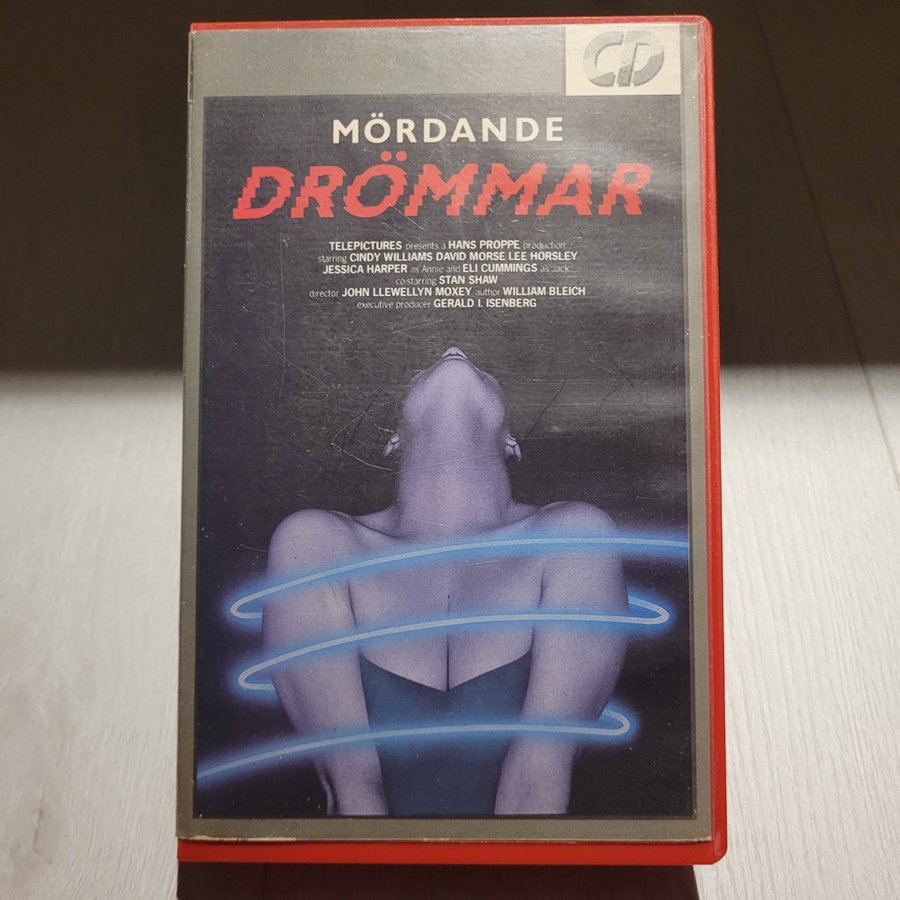 CD
MÖRDANDE
DRÖMMAR
TELEPICTURES presents a HANS PROPPE production
starring CINDY WILLIAMS DAVID MORSE LEE HORSLEY
JESSICA HARPER as Annie and ELI CUMMINGS as Jack
co-starring STAN SHAW
director JOHN LLEWELLYN MOXEY author WILLIAM BLEICH
executive producer GERALD I. ISENBERG